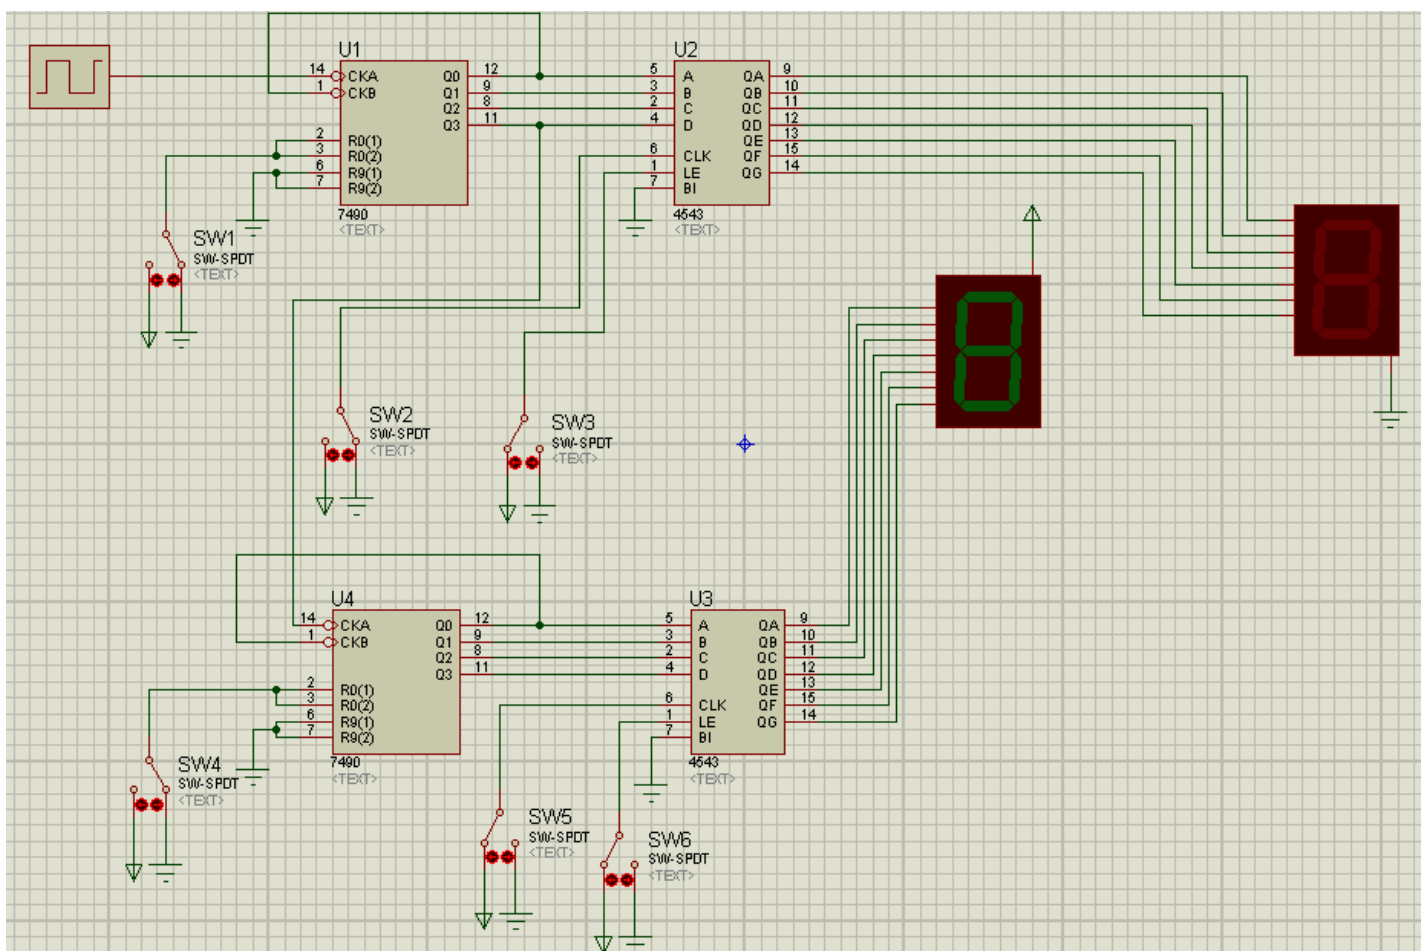 U1
14 CKA Q0 12
1 CKB Q1 9
Q2 8
Q3 11
2 R0(1)
3 R0(2)
6 R9(1)
7 R9(2)
7490
<TEXT>
U2
5 A QA 9
3 B QB 10
2 C QC 11
4 D QD 12
QE 13
6 CLK QF 15
1 LE QG 14
7 BI
4543
<TEXT>
SW1
SW-SPDT
<TEXT>
SW2
SW-SPDT
<TEXT>
SW3
SW-SPDT
<TEXT>
U4
14 CKA Q0 12
1 CKB Q1 9
Q2 8
Q3 11
2 R0(1)
3 R0(2)
6 R9(1)
7 R9(2)
7490
<TEXT>
U3
5 A QA 9
3 B QB 10
2 C QC 11
4 D QD 12
QE 13
6 CLK QF 15
1 LE QG 14
7 BI
4543
<TEXT>
SW4
SW-SPDT
<TEXT>
SW5
SW-SPDT
<TEXT>
SW6
SW-SPDT
<TEXT>